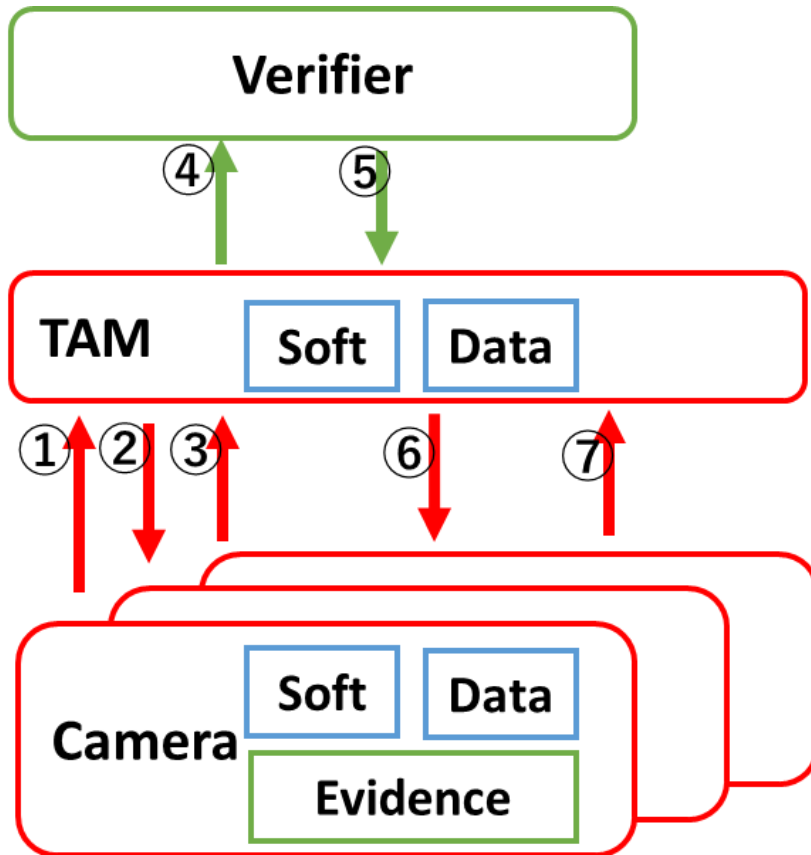 Verifier
④ ⑤
TAM Soft Data
① ② ③ ⑥ ⑦
Soft Data
Camera
Evidence